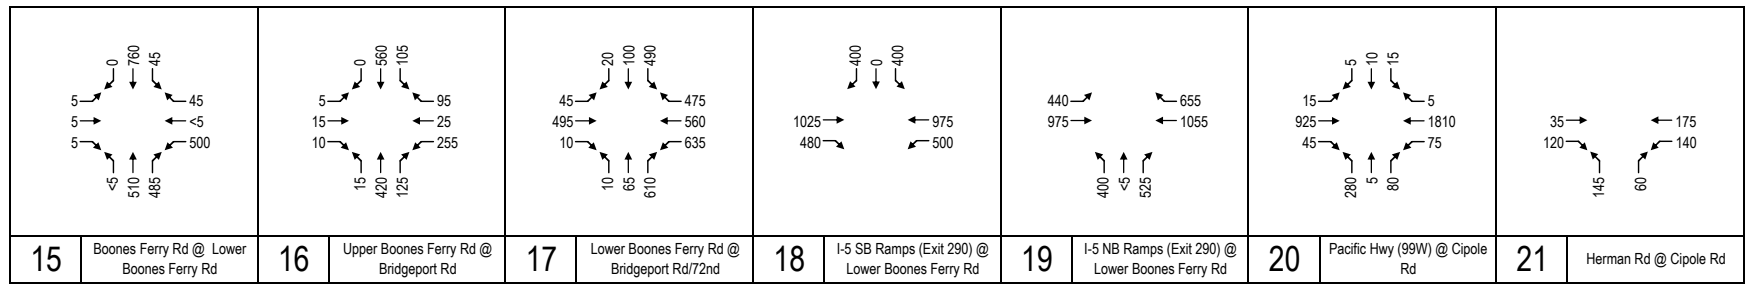 0 760 45
5 45
5 <5
5 500
<5 510 485
15 Boones Ferry Rd @ Lower
Boones Ferry Rd
0 560 105
5 95
15 25
10 255
15 420 125
16 Upper Boones Ferry Rd @
Bridgeport Rd
20 100 490
45 475
495 560
10 635
10 65 610
17 Lower Boones Ferry Rd @
Bridgeport Rd/72nd
400 0 400
1025 975
480 500
18 I-5 SB Ramps (Exit 290) @
Lower Boones Ferry Rd
440 655
975 1055
400 <5 525
19 I-5 NB Ramps (Exit 290) @
Lower Boones Ferry Rd
5 10 15
15 5
925 1810
45 75
280 5 80
20 Pacific Hwy (99W) @ Cipole
Rd
35 175
120 140
145 60
21 Herman Rd @ Cipole Rd